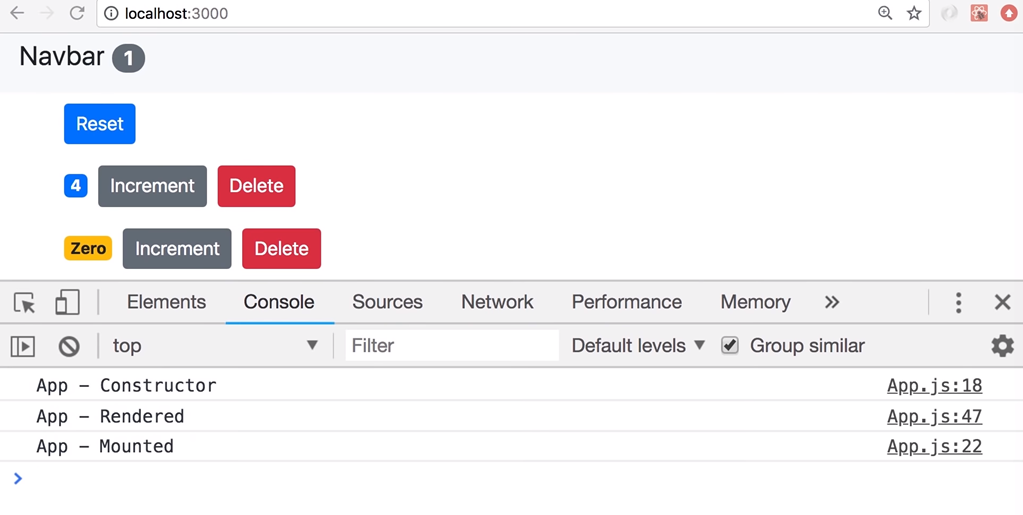 localhost:3000
Navbar 1
Reset
4 Increment Delete
Zero Increment Delete
Elements Console Sources Network Performance Memory »
top Filter Default levels Group similar
App – Constructor App.js:18
App – Rendered App.js:47
App – Mounted App.js:22